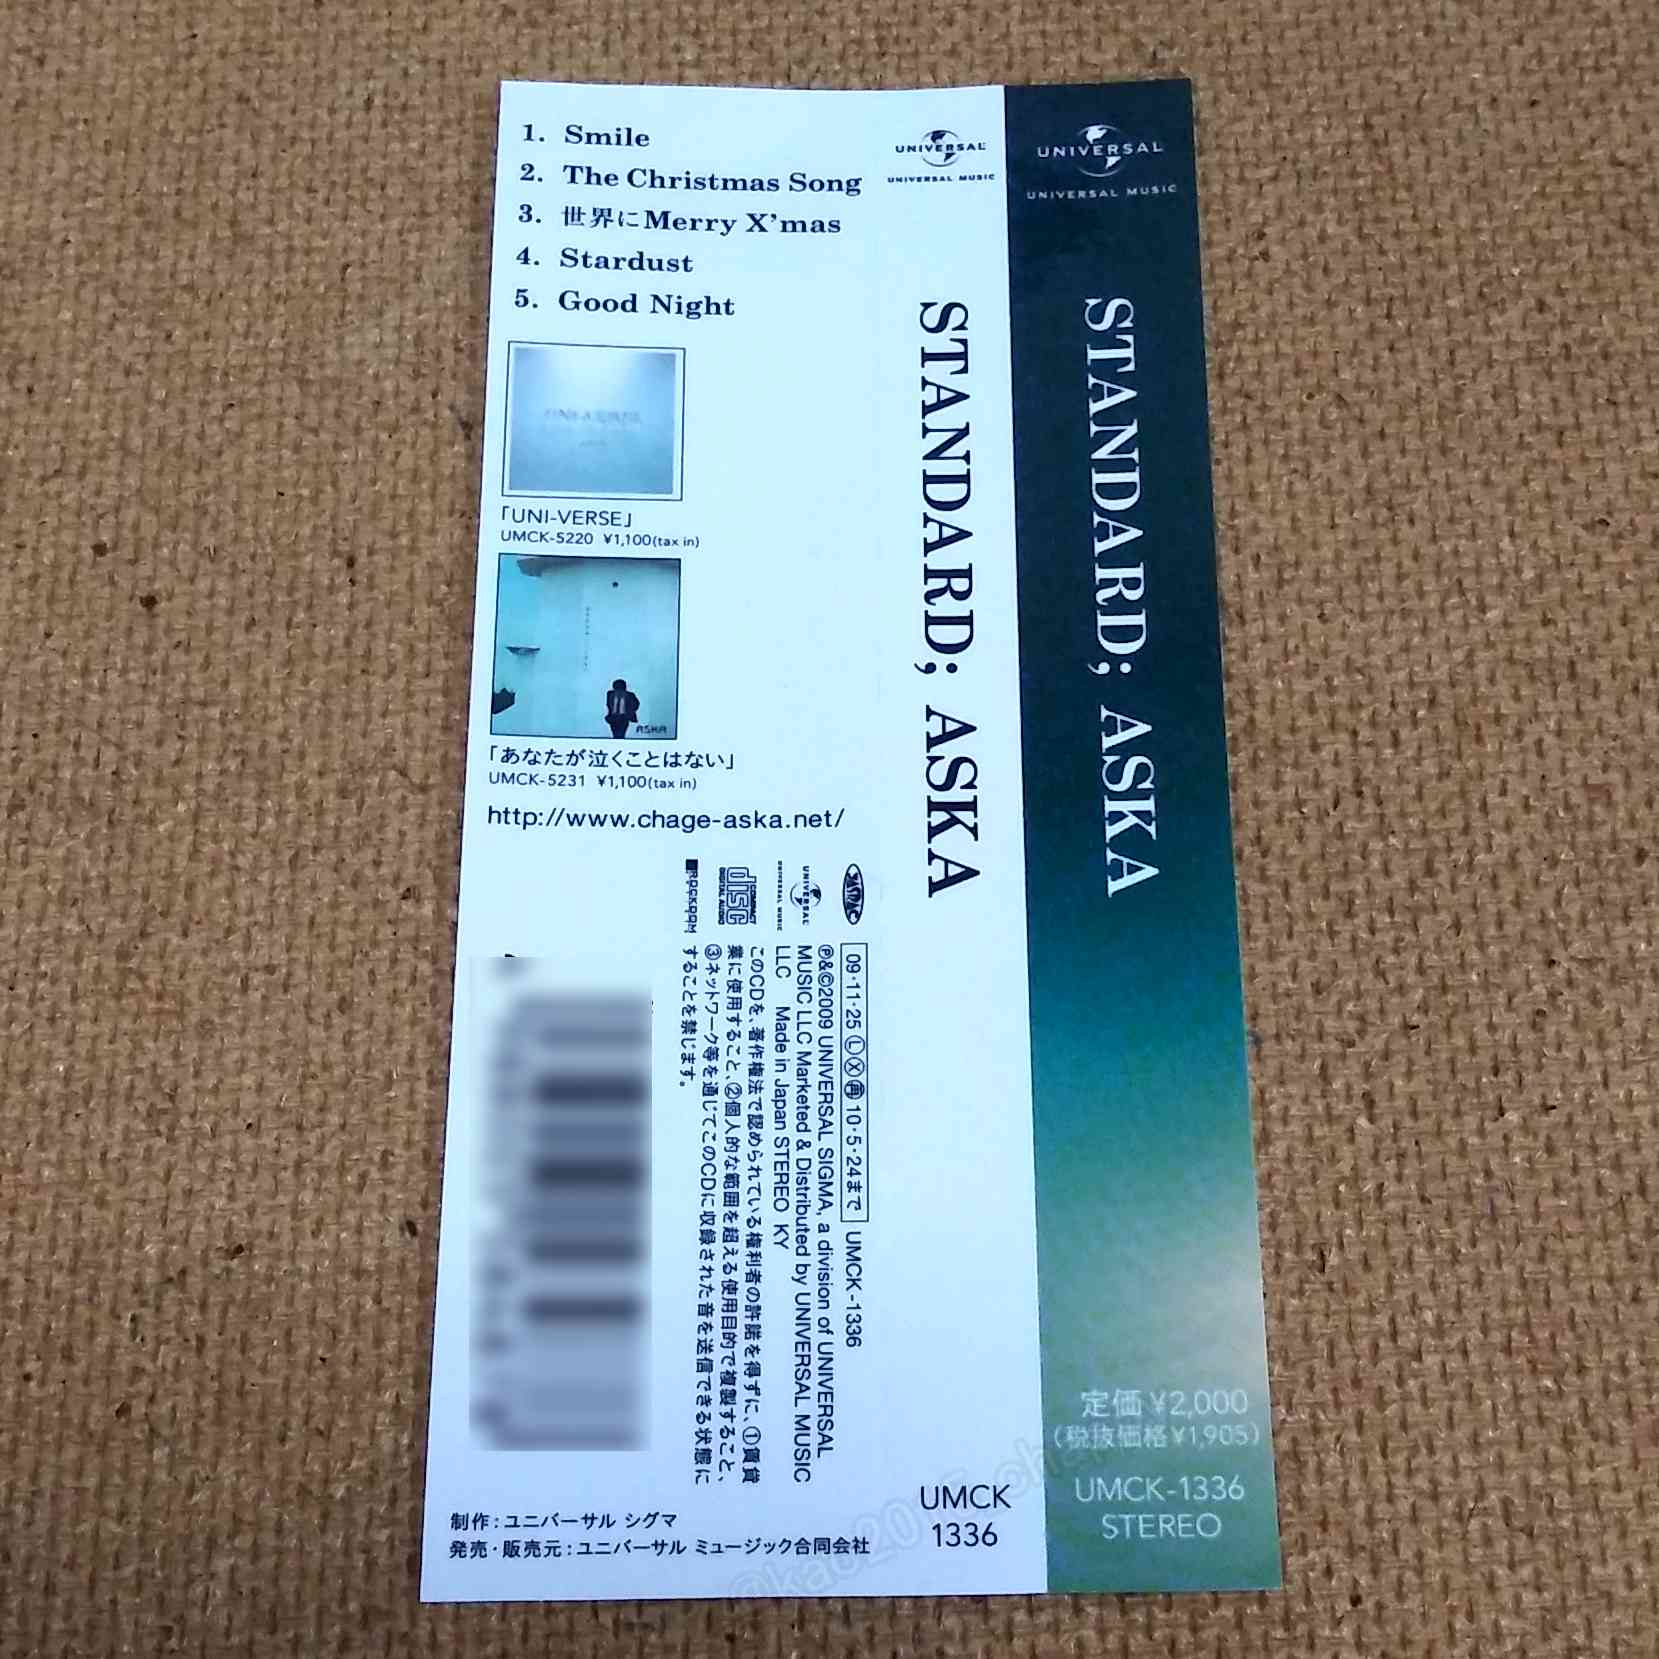 1. Smile
2. The Christmas Song
3. 世界にMerry X'mas
4. Stardust
5. Good Night
UNI-VERSE
「UNI-VERSE」
UMCK-5220 ¥1,100(tax in)
ASKA
「あなたが泣くことはない」
UMCK-5231 ¥1,100(tax in)
http://www.chage-aska.net/
09・11・25 Ⓛ Ⓧ ㊢ 10・5・24まで UMCK-1336
℗&©2009 UNIVERSAL SIGMA, a division of UNIVERSAL
MUSIC LLC Marketed & Distributed by UNIVERSAL MUSIC
LLC Made in Japan STEREO KY
このCDを、著作権法で認められている権利者の許諾を得ずに、①賃貸
業に使用すること、②個人的な範囲を超える使用目的で複製すること、
③ネットワーク等を通じてこのCDに収録された音を送信できる状態に
することを禁じます。
UNIVERSAL
UNIVERSAL MUSIC
COMPACT
disc
DIGITAL AUDIO
ROCKDOM
制作:ユニバーサル シグマ
発売・販売元:ユニバーサル ミュージック合同会社
UNIVERSAL
UNIVERSAL MUSIC
STANDARD; ASKA
UMCK
1336
UNIVERSAL
UNIVERSAL MUSIC
STANDARD; ASKA
定価¥2,000
(税抜価格¥1,905)
UMCK-1336
STEREO